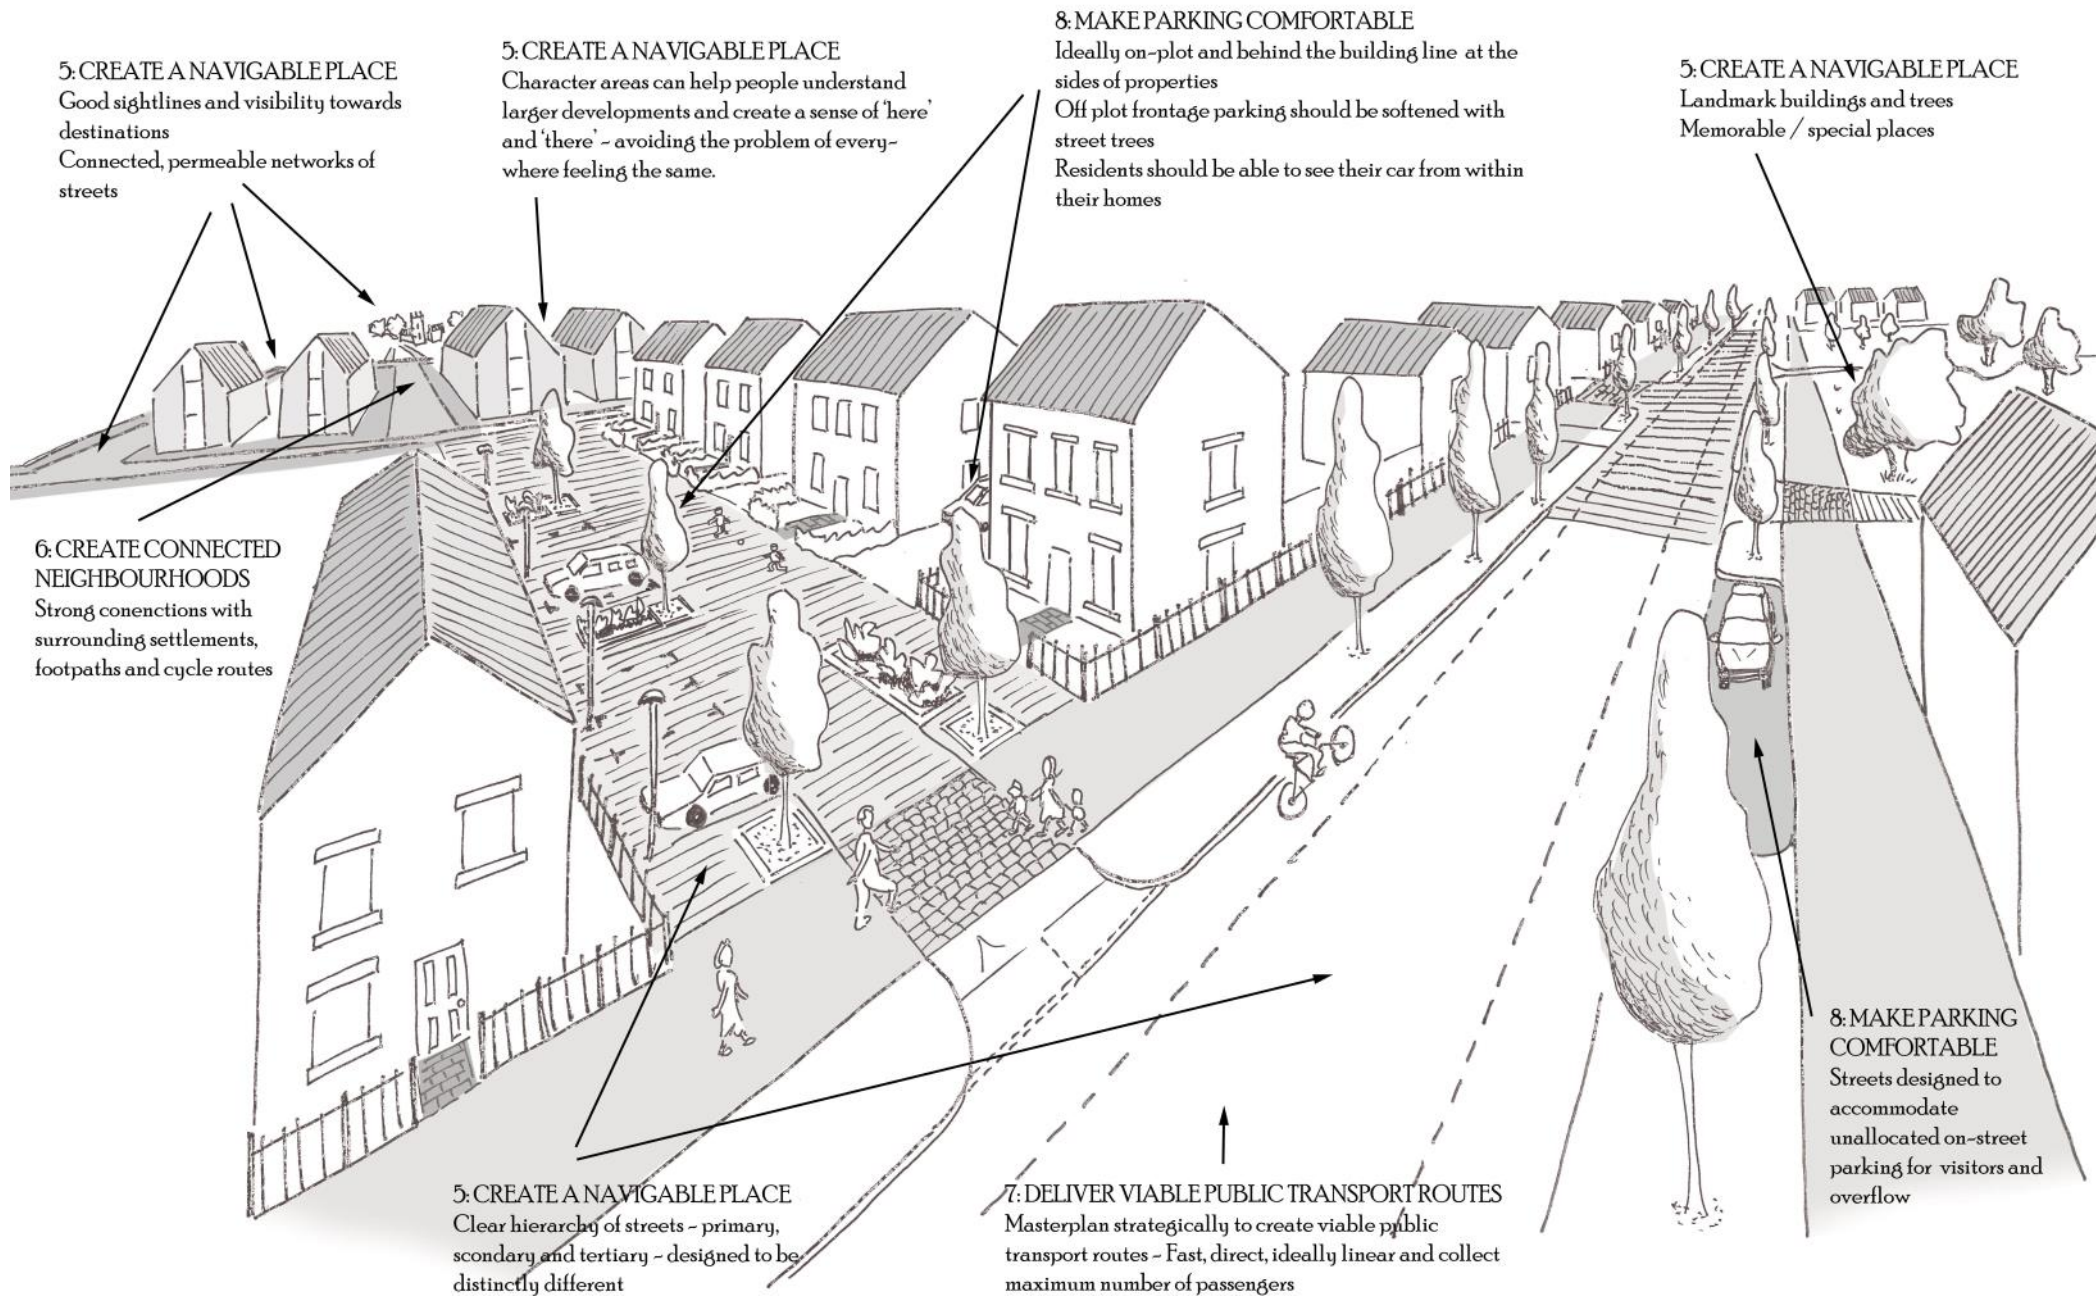 5: CREATE A NAVIGABLE PLACE
Good sightlines and visibility towards
destinations
Connected, permeable networks of
streets
5: CREATE A NAVIGABLE PLACE
Character areas can help people understand
larger developments and create a sense of 'here'
and 'there' - avoiding the problem of every-
where feeling the same.
8: MAKE PARKING COMFORTABLE
Ideally on-plot and behind the building line at the
sides of properties
Off plot frontage parking should be softened with
street trees
Residents should be able to see their car from within
their homes
5: CREATE A NAVIGABLE PLACE
Landmark buildings and trees
Memorable / special places
6: CREATE CONNECTED
NEIGHBOURHOODS
Strong conenctions with
surrounding settlements,
footpaths and cycle routes
5: CREATE A NAVIGABLE PLACE
Clear hierarchy of streets - primary,
scondary and tertiary - designed to be
distinctly different
7: DELIVER VIABLE PUBLIC TRANSPORT ROUTES
Masterplan strategically to create viable public
transport routes - Fast, direct, ideally linear and collect
maximum number of passengers
8: MAKE PARKING
COMFORTABLE
Streets designed to
accommodate
unallocated on-street
parking for visitors and
overflow